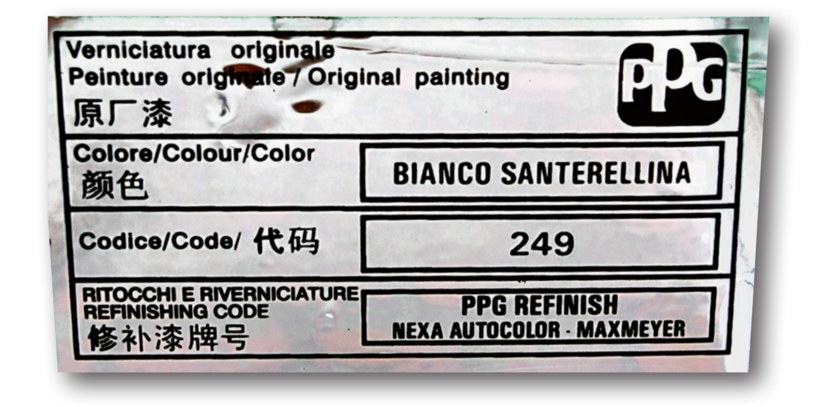 Verniciatura originale
Peinture originale / Original painting
原厂漆
PPG
Colore/Colour/Color
颜色
BIANCO SANTERELLINA
Codice/Code/ 代码
249
RITOCCHI E RIVERNICIATURE
REFINISHING CODE
修补漆牌号
PPG REFINISH
NEXA AUTOCOLOR - MAXMEYER